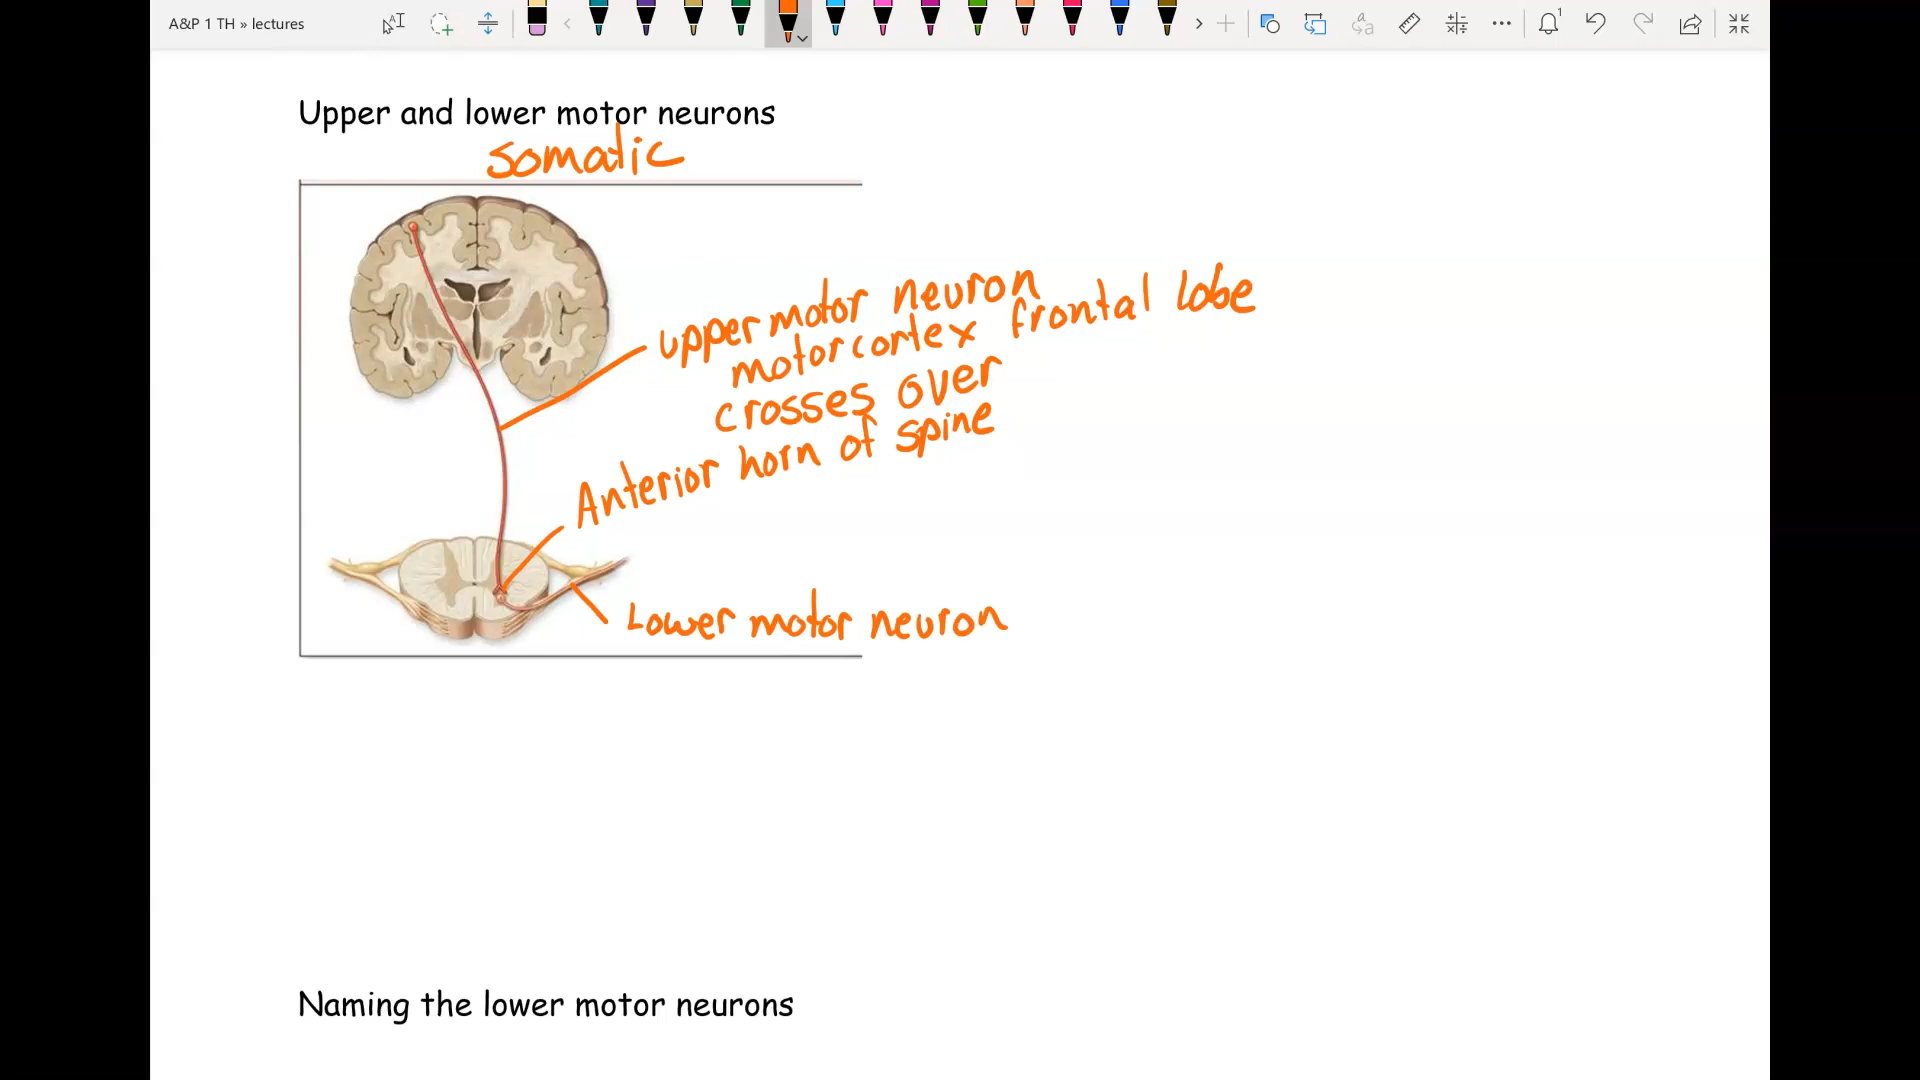 A&P 1 TH » lectures
Upper and lower motor neurons
somatic
upper motor neuron
motor cortex frontal lobe
crosses over
Anterior horn of spine
Lower motor neuron
Naming the lower motor neurons